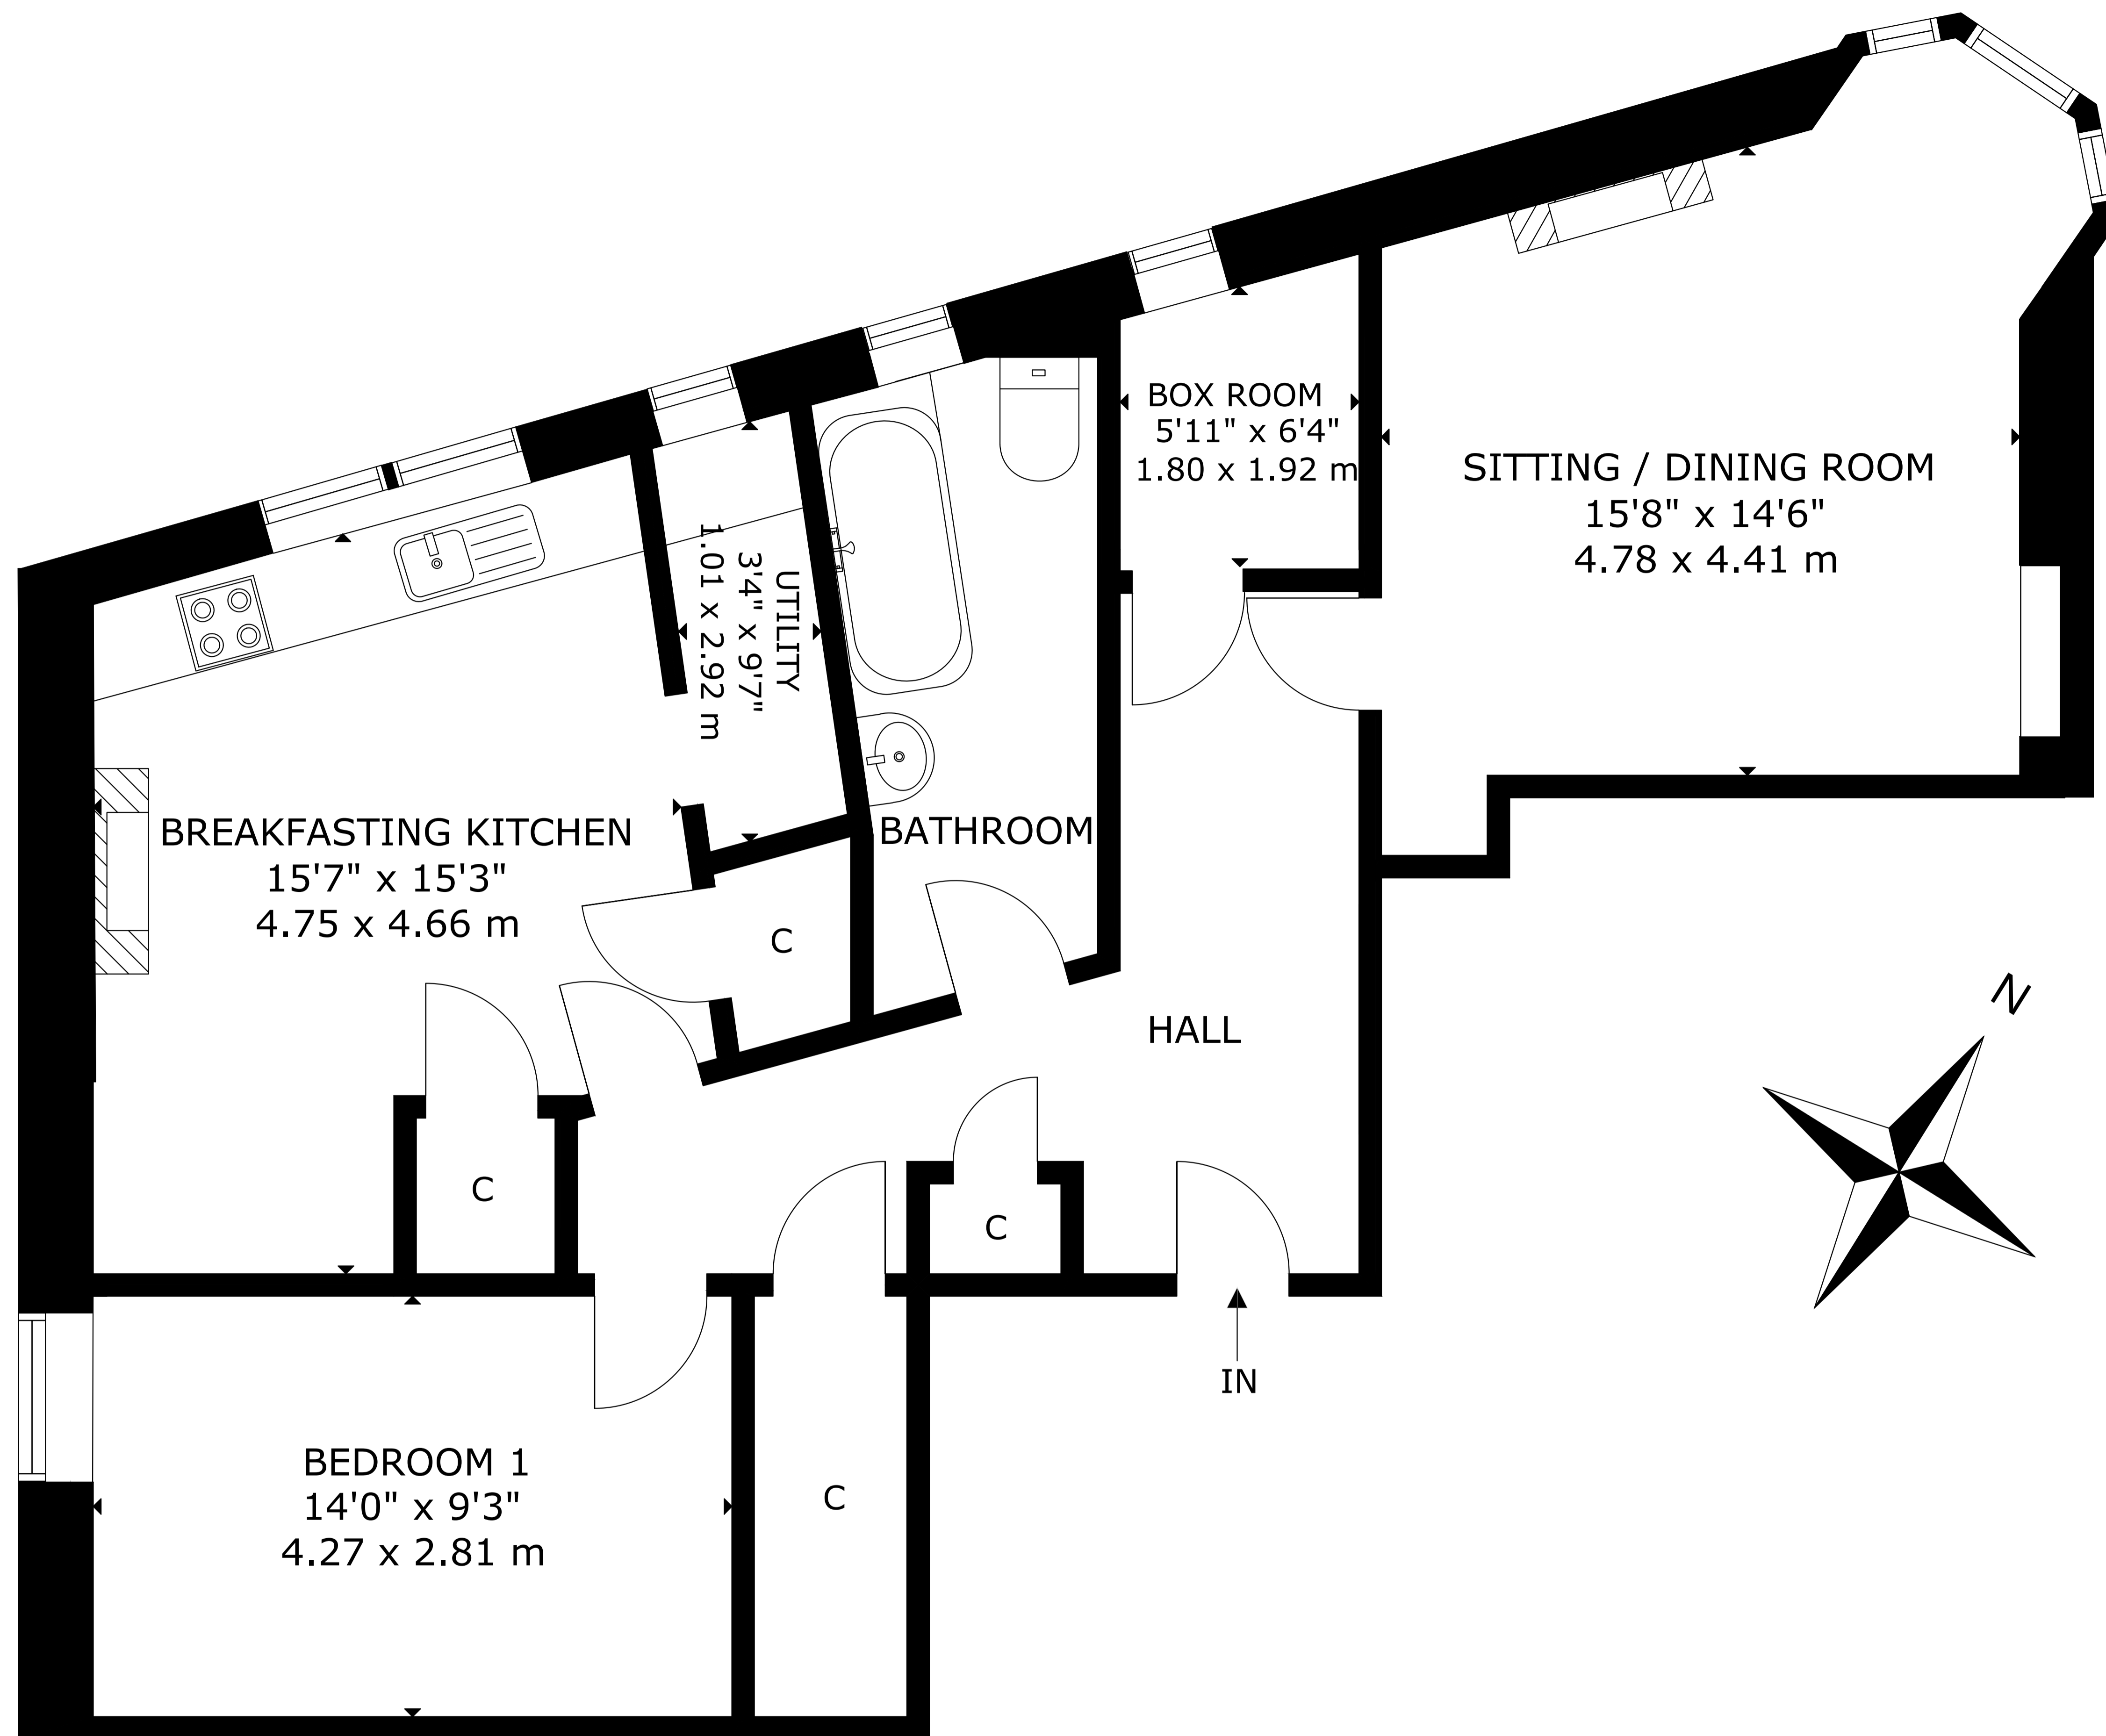 BOX ROOM
5'11" x 6'4"
1.80 x 1.92 m
SITTING / DINING ROOM
15'8" x 14'6"
4.78 x 4.41 m
UTILITY
3'4" x 9'7"
1.01 x 2.92 m
BREAKFASTING KITCHEN
15'7" x 15'3"
4.75 x 4.66 m
BATHROOM
C
N
HALL
C
C
IN
BEDROOM 1
14'0" x 9'3"
4.27 x 2.81 m
C